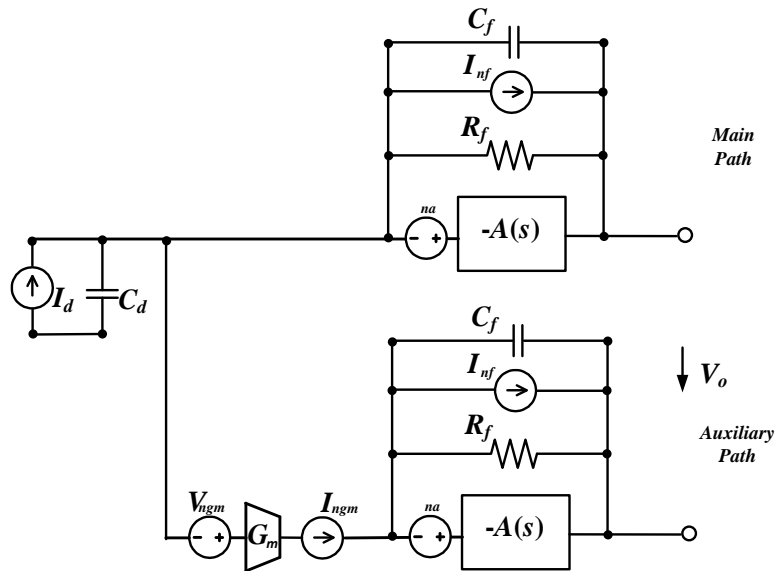 C_f
I_nf
R_f
Main
Path
na
-A(s)
I_d
C_d
C_f
I_nf
V_o
R_f
Auxiliary
Path
V_ngm
I_ngm
G_m
na
-A(s)